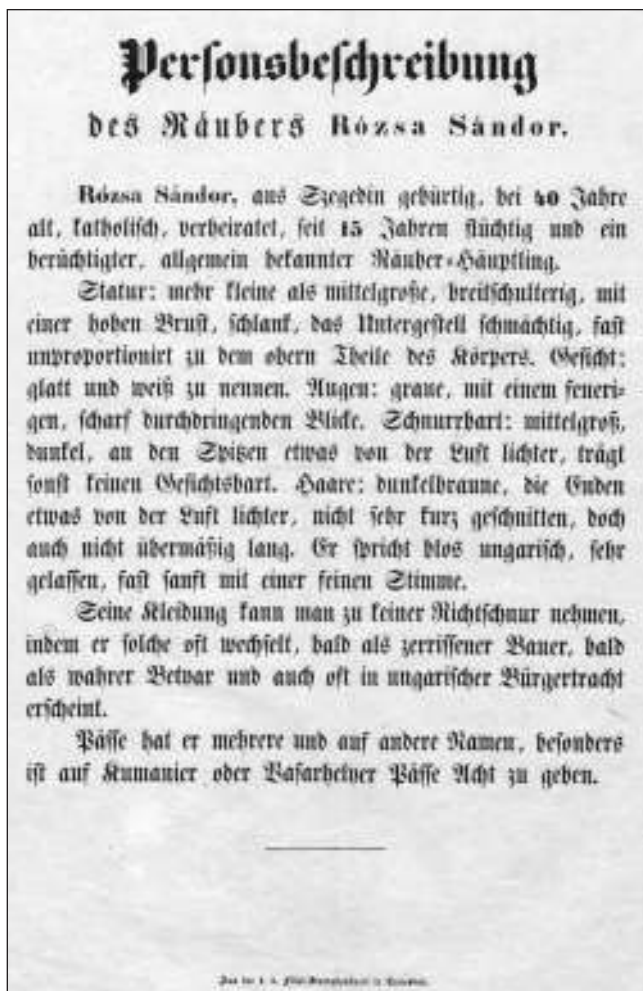 Personsbeschreibung
des Räubers Rózsa Sándor.
Rózsa Sándor, aus Szegedin gebürtig, bei 40 Jahre
alt, katholisch, verheiratet, seit 15 Jahren flüchtig und ein
berüchtigter, allgemein bekannter Räuber-Häuptling.
Statur: mehr kleine als mittelgroße, breitschulterig, mit
einer hohen Brust, schlank, das Untergestell schmächtig, fast
unproportionirt zu dem obern Theile des Körpers. Gesicht:
glatt und weiß zu nennen. Augen: graue, mit einem feueri-
gen, scharf durchdringenden Blicke. Schnurrbart: mittelgroß,
dunkel, an den Spitzen etwas von der Luft lichter, trägt
sonst keinen Gesichtsbart. Haare: dunkelbraune, die Enden
etwas von der Luft lichter, nicht sehr kurz geschnitten, doch
auch nicht übermäßig lang. Er spricht blos ungarisch, sehr
gelassen, fast sanft mit einer feinen Stimme.
Seine Kleidung kann man zu keiner Richtschnur nehmen,
indem er solche oft wechselt, bald als zerrissener Bauer, bald
als wahrer Betyar und auch oft in ungarischer Bürgertracht
erscheint.
Pässe hat er mehrere und auf andere Namen, besonders
ist auf Kumanier oder Vasarhelyer Pässe Acht zu geben.
Aus der k. k.